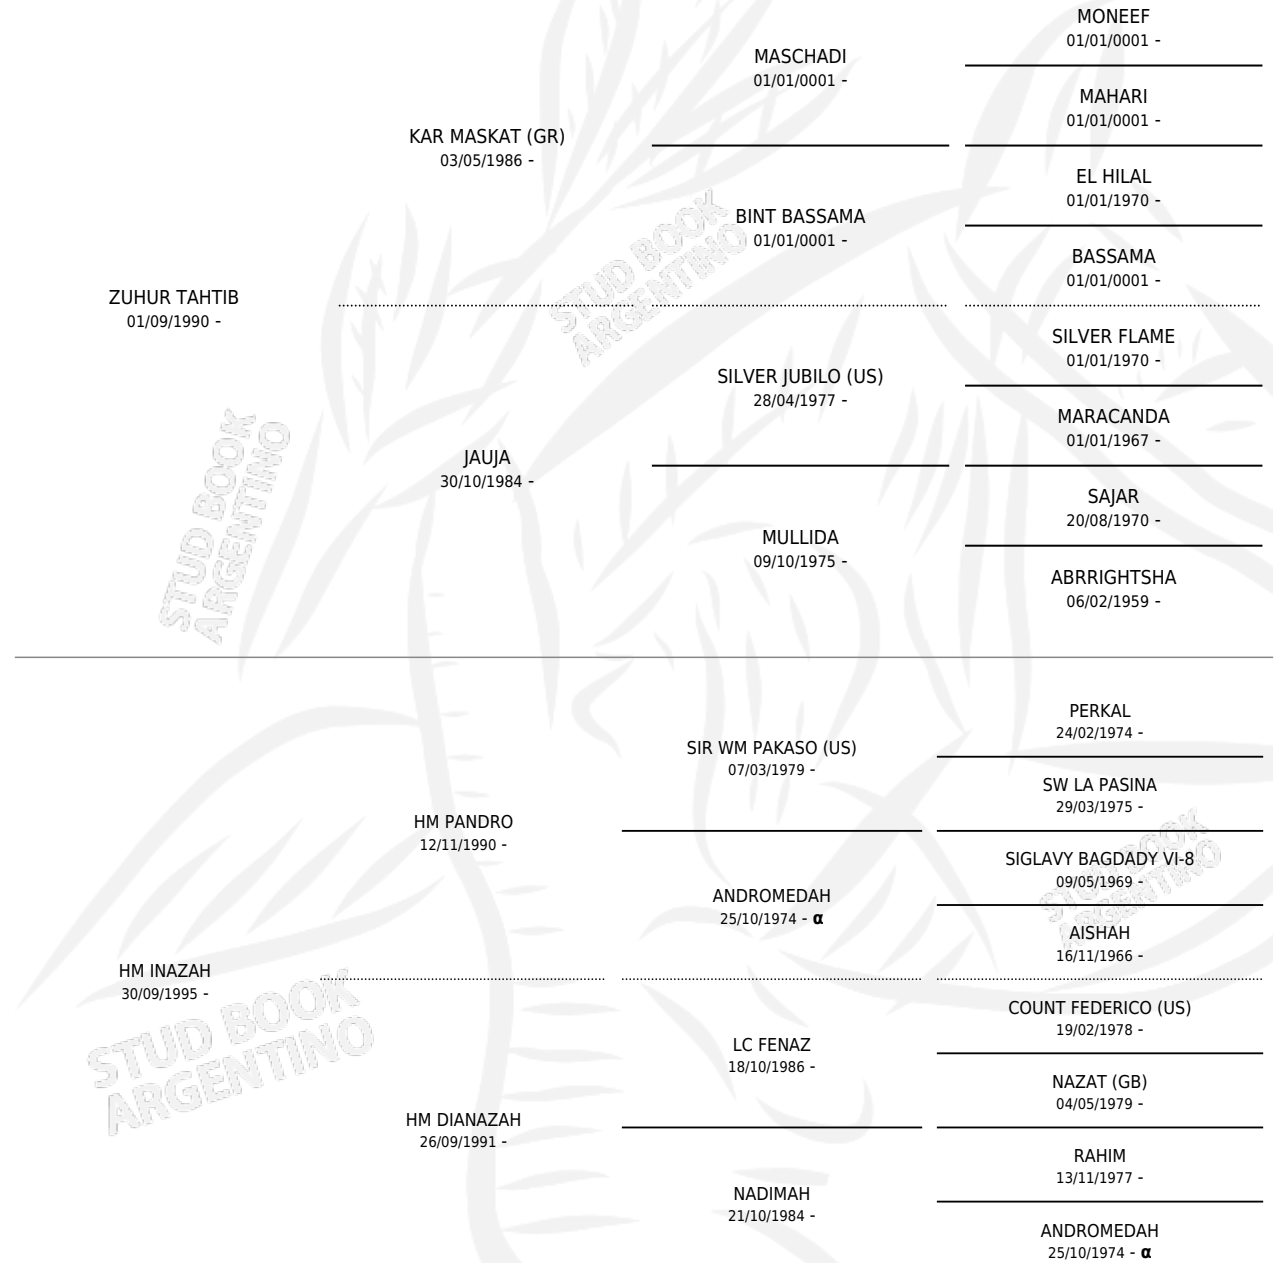 MONEEF
01/01/0001 -
MASCHADI
01/01/0001 -
MAHARI
01/01/0001 -
KAR MASKAT (GR)
03/05/1986 -
EL HILAL
01/01/1970 -
BINT BASSAMA
01/01/0001 -
BASSAMA
01/01/0001 -
ZUHUR TAHTIB
01/09/1990 -
SILVER FLAME
01/01/1970 -
SILVER JUBILO (US)
28/04/1977 -
MARACANDA
01/01/1967 -
JAUJA
30/10/1984 -
SAJAR
20/08/1970 -
MULLIDA
09/10/1975 -
ABRRIGHTSHA
06/02/1959 -
PERKAL
24/02/1974 -
SIR WM PAKASO (US)
07/03/1979 -
SW LA PASINA
29/03/1975 -
HM PANDRO
12/11/1990 -
SIGLAVY BAGDADY VI-8
09/05/1969 -
ANDROMEDAH
25/10/1974 - α
AISHAH
16/11/1966 -
HM INAZAH
30/09/1995 -
COUNT FEDERICO (US)
19/02/1978 -
LC FENAZ
18/10/1986 -
NAZAT (GB)
04/05/1979 -
HM DIANAZAH
26/09/1991 -
RAHIM
13/11/1977 -
NADIMAH
21/10/1984 -
ANDROMEDAH
25/10/1974 - α
STUD BOOK
ARGENTINO
STUD BOOK
ARGENTINO
STUD BOOK
ARGENTINO
STUD BOOK
ARGENTINO